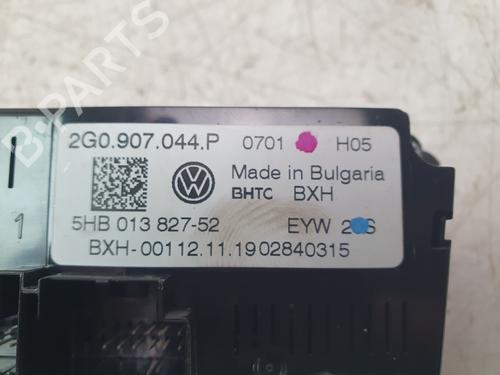 2G0.907.044.P 0701 H05
Made in Bulgaria
BHTC BXH
5HB 013 827-52 EYW
BXH-00112.11.1902840315
1
B-PARTS